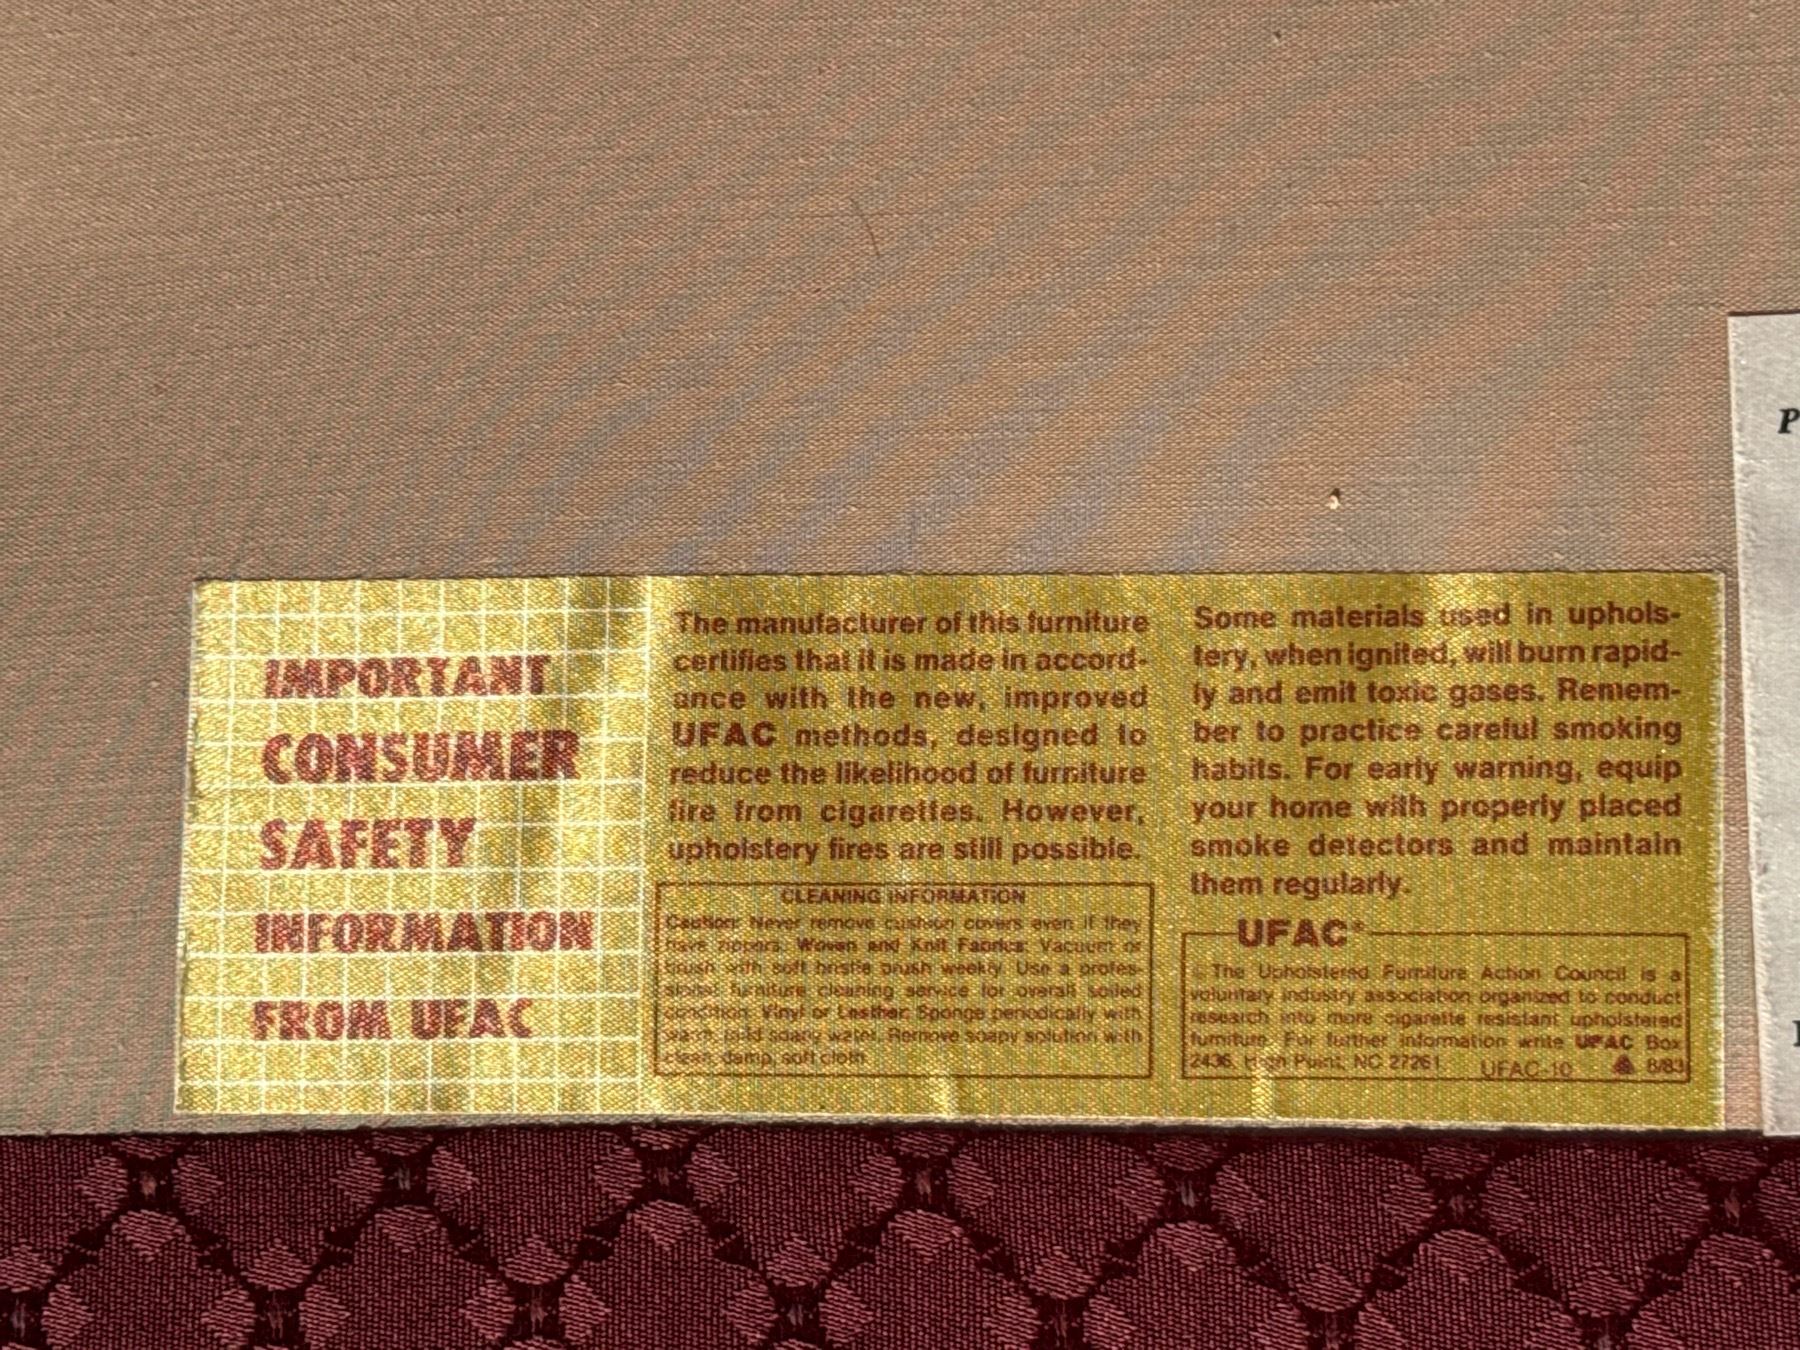 IMPORTANT
CONSUMER
SAFETY
INFORMATION
FROM UFAC
The manufacturer of this furniture
certifies that it is made in accord-
ance with the new, improved
UFAC methods, designed to
reduce the likelihood of furniture
fire from cigarettes. However,
upholstery fires are still possible.
CLEANING INFORMATION
Caution: Never remove cushion covers even if they
have zippers. Woven and Knit Fabrics: Vacuum or
brush with soft bristle brush weekly. Use a profes-
sional furniture cleaning service for overall soiled
condition. Vinyl or Leather: Sponge periodically with
warm, mild soapy water. Remove soapy solution with
clean, damp, soft cloth.
Some materials used in uphols-
tery, when ignited, will burn rapid-
ly and emit toxic gases. Remem-
ber to practice careful smoking
habits. For early warning, equip
your home with properly placed
smoke detectors and maintain
them regularly.
UFAC®
The Upholstered Furniture Action Council is a
voluntary industry association organized to conduct
research into more cigarette resistant upholstered
furniture. For further information write UFAC Box
2436, High Point, NC 27261.
UFAC-10 8/83
P